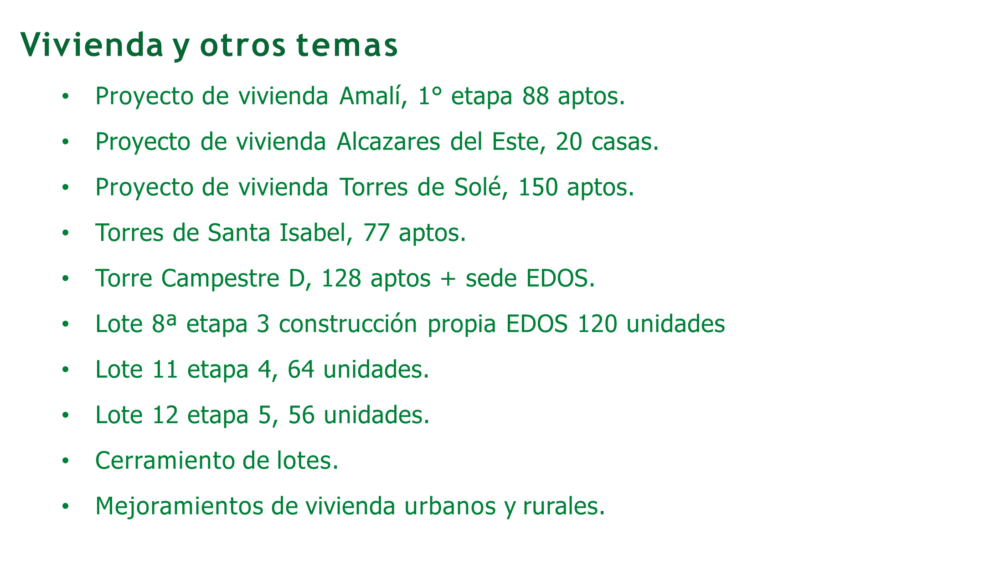 Vivienda y otros temas
• Proyecto de vivienda Amalí, 1° etapa 88 aptos.
• Proyecto de vivienda Alcazares del Este, 20 casas.
• Proyecto de vivienda Torres de Solé, 150 aptos.
• Torres de Santa Isabel, 77 aptos.
• Torre Campestre D, 128 aptos + sede EDOS.
• Lote 8ª etapa 3 construcción propia EDOS 120 unidades
• Lote 11 etapa 4, 64 unidades.
• Lote 12 etapa 5, 56 unidades.
• Cerramiento de lotes.
• Mejoramientos de vivienda urbanos y rurales.